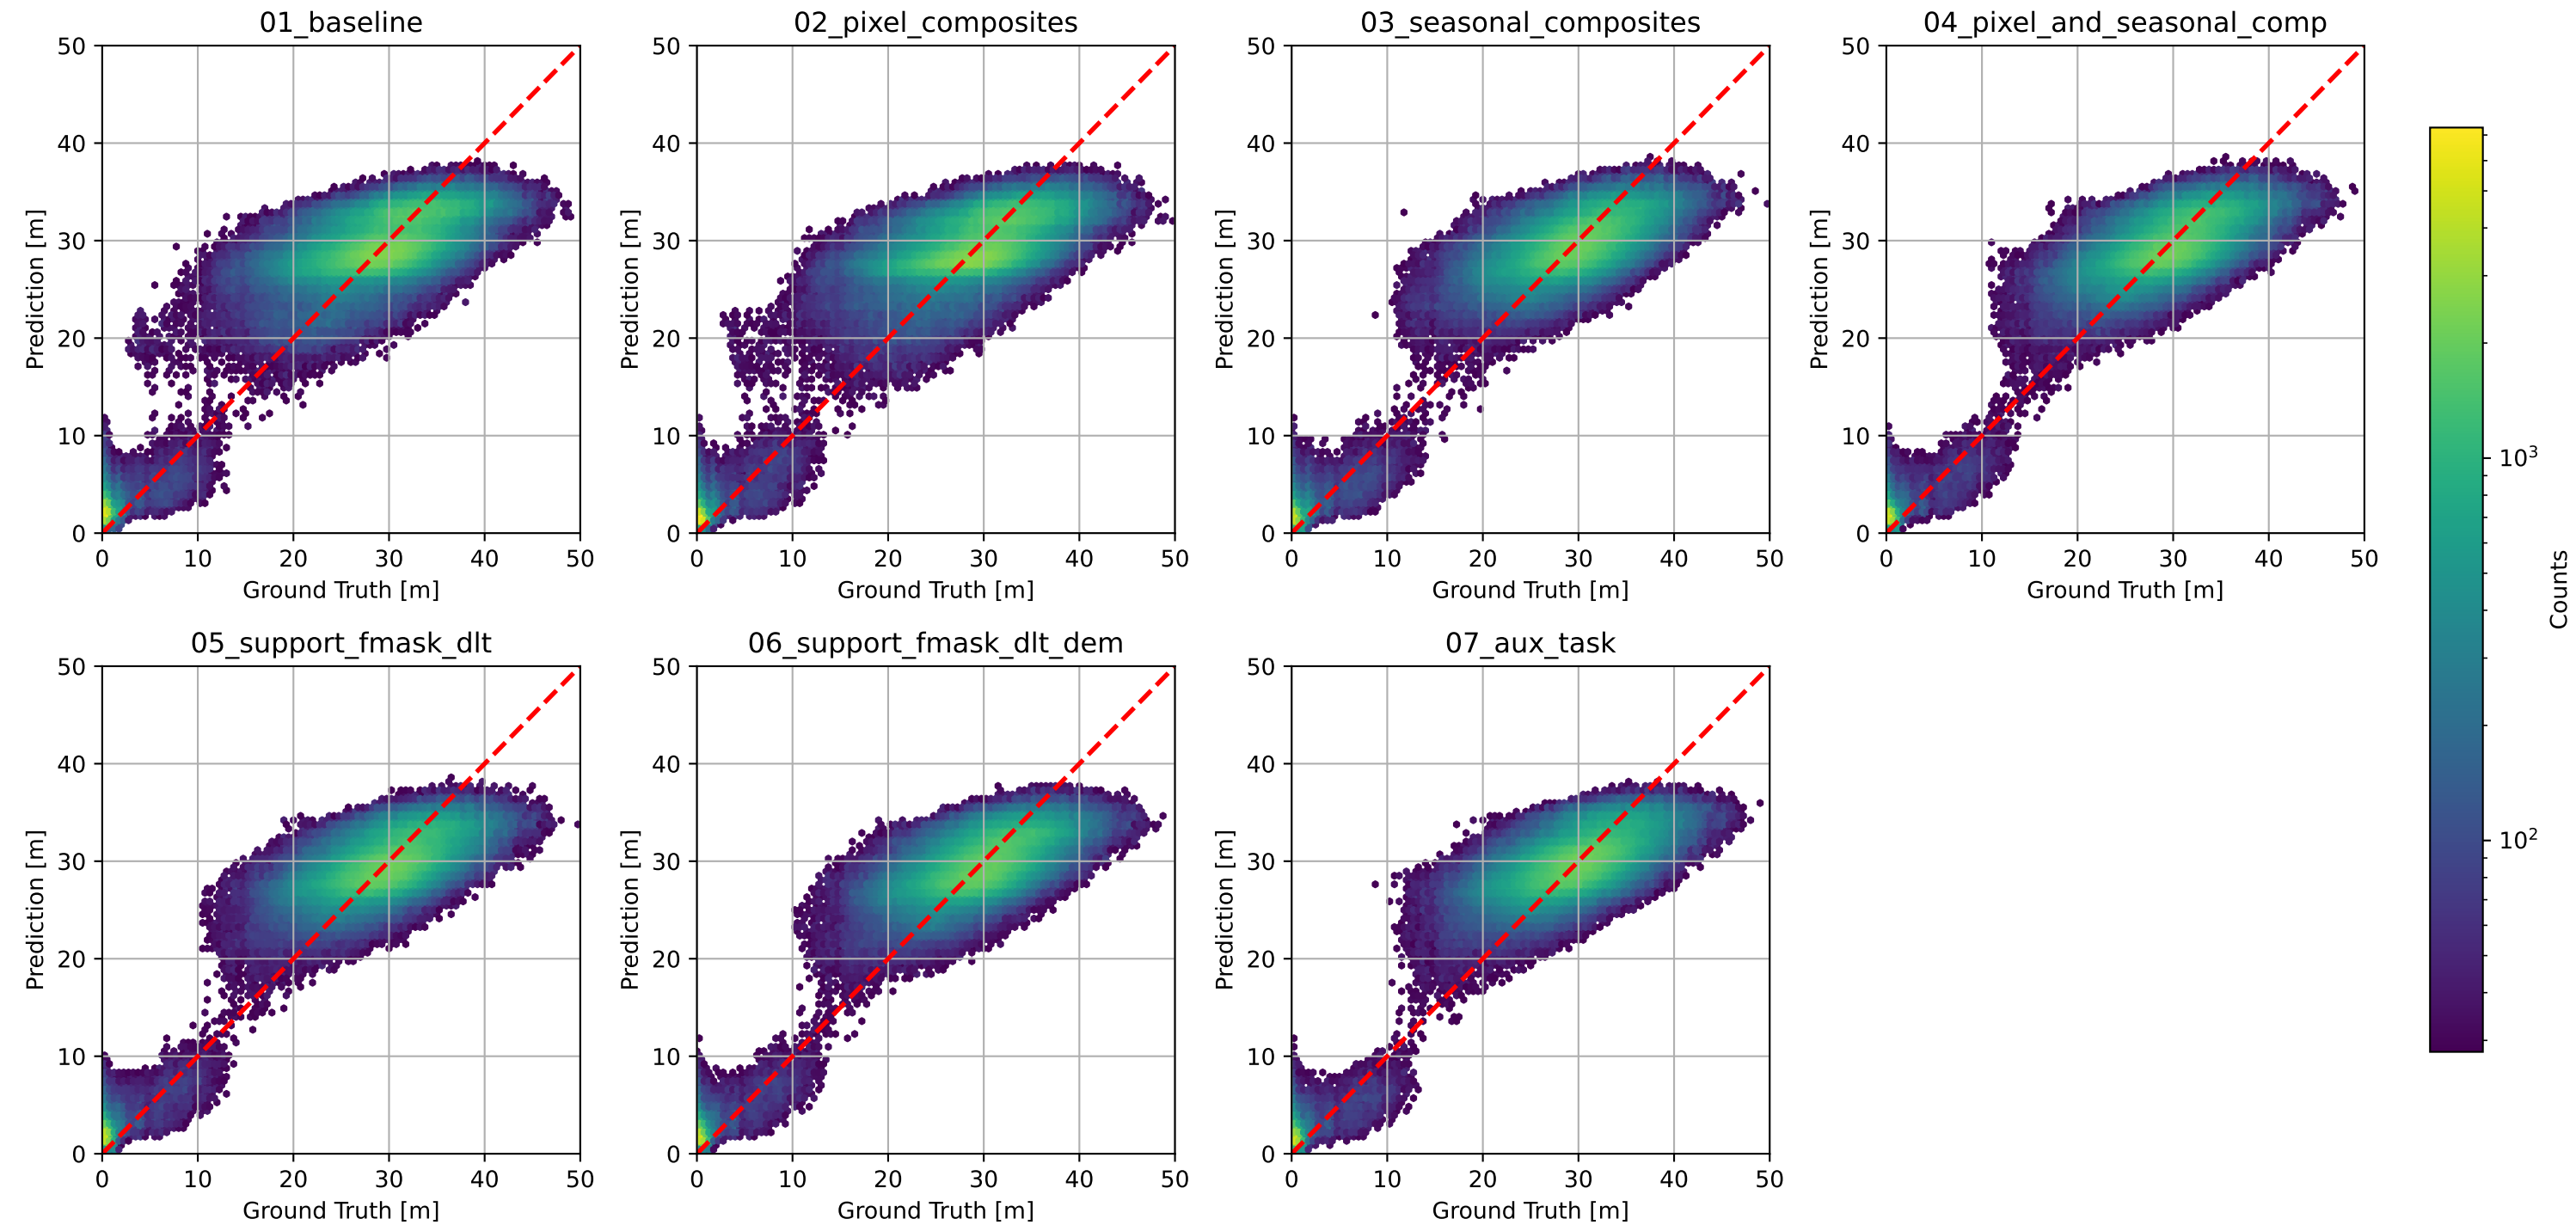 01_baseline
02_pixel_composites
03_seasonal_composites
04_pixel_and_seasonal_comp
50
40
30
20
10
0
Prediction [m]
0 10 20 30 40 50
Ground Truth [m]
50
40
30
20
10
0
Prediction [m]
0 10 20 30 40 50
Ground Truth [m]
50
40
30
20
10
0
Prediction [m]
0 10 20 30 40 50
Ground Truth [m]
50
40
30
20
10
0
Prediction [m]
0 10 20 30 40 50
Ground Truth [m]
05_support_fmask_dlt
06_support_fmask_dlt_dem
07_aux_task
50
40
30
20
10
0
Prediction [m]
0 10 20 30 40 50
Ground Truth [m]
50
40
30
20
10
0
Prediction [m]
0 10 20 30 40 50
Ground Truth [m]
50
40
30
20
10
0
Prediction [m]
0 10 20 30 40 50
Ground Truth [m]
10³
10²
Counts